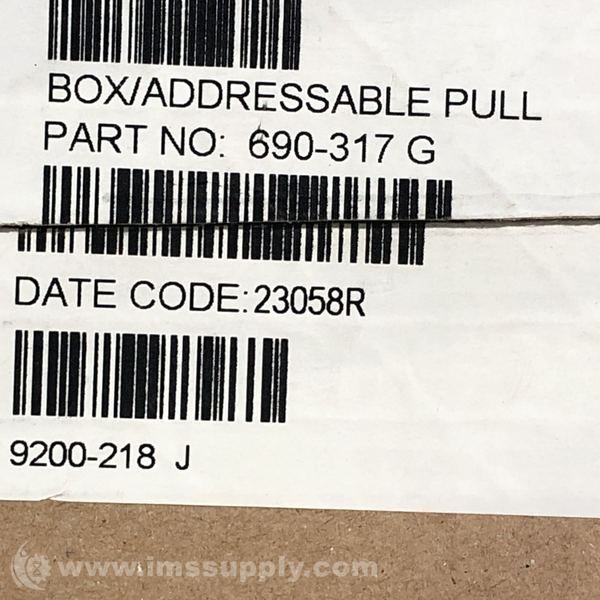 BOX/ADDRESSABLE PULL
PART NO: 690-317 G
DATE CODE:23058R
9200-218 J
www.imssupply.com